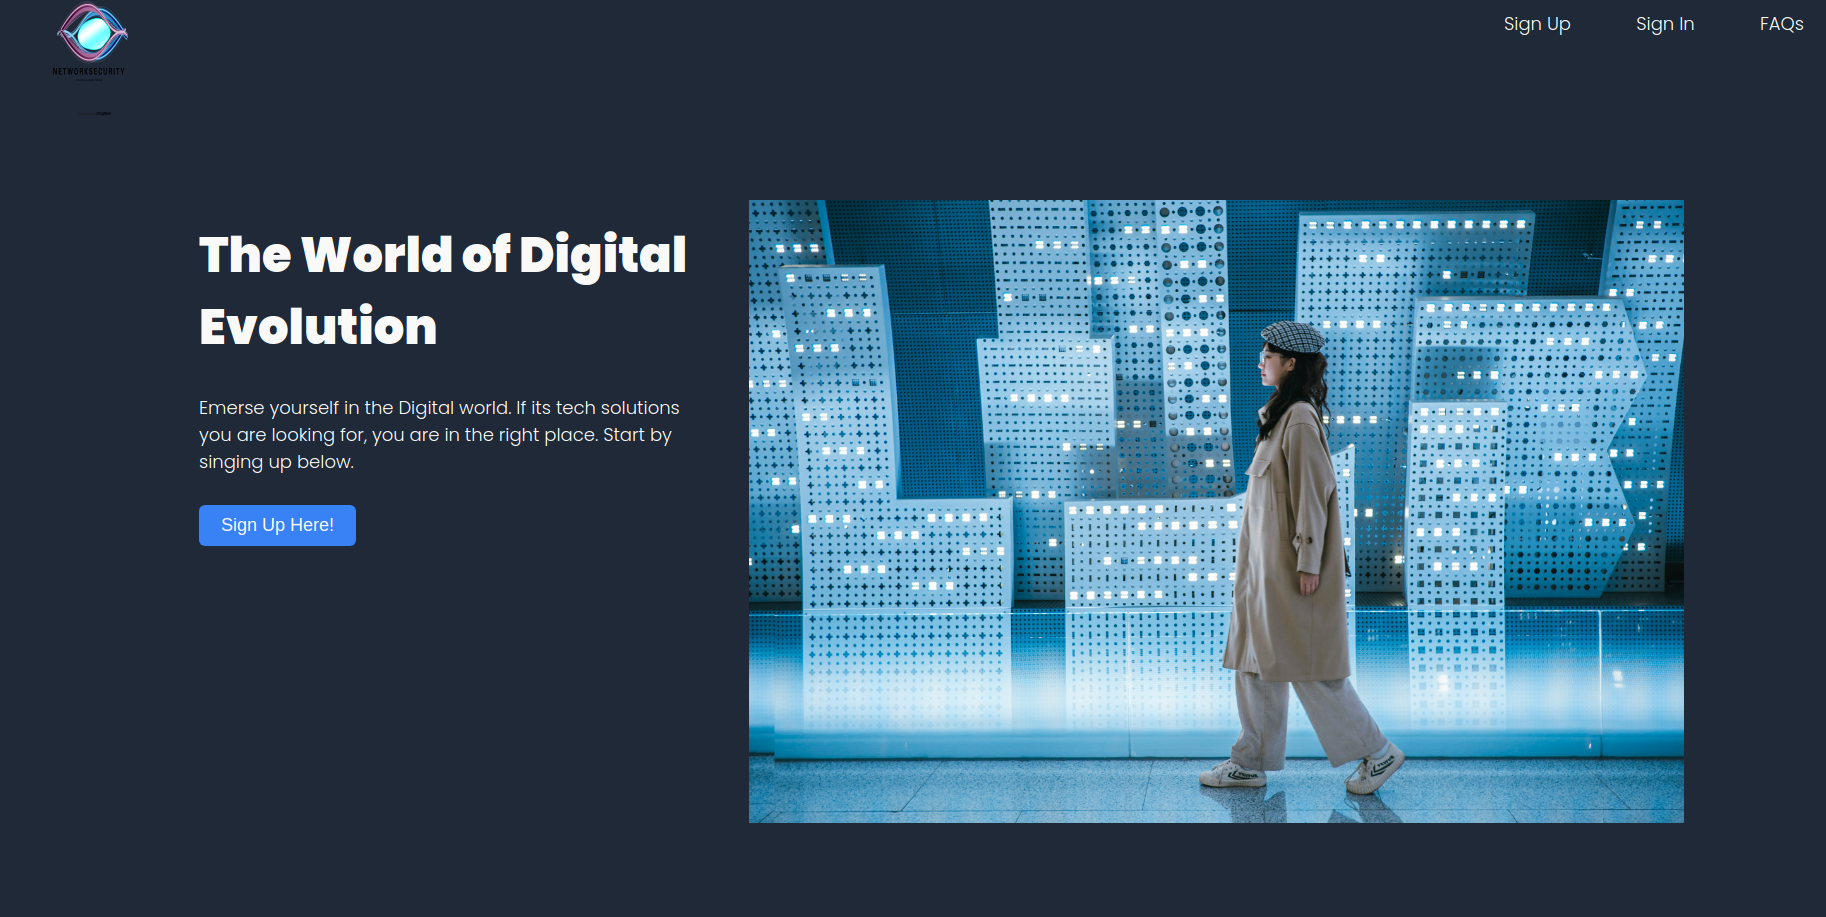 NETWORKSECURITY
Sign Up
Sign In
FAQs
The World of Digital
Evolution
Emerse yourself in the Digital world. If its tech solutions
you are looking for, you are in the right place. Start by
singing up below.
Sign Up Here!